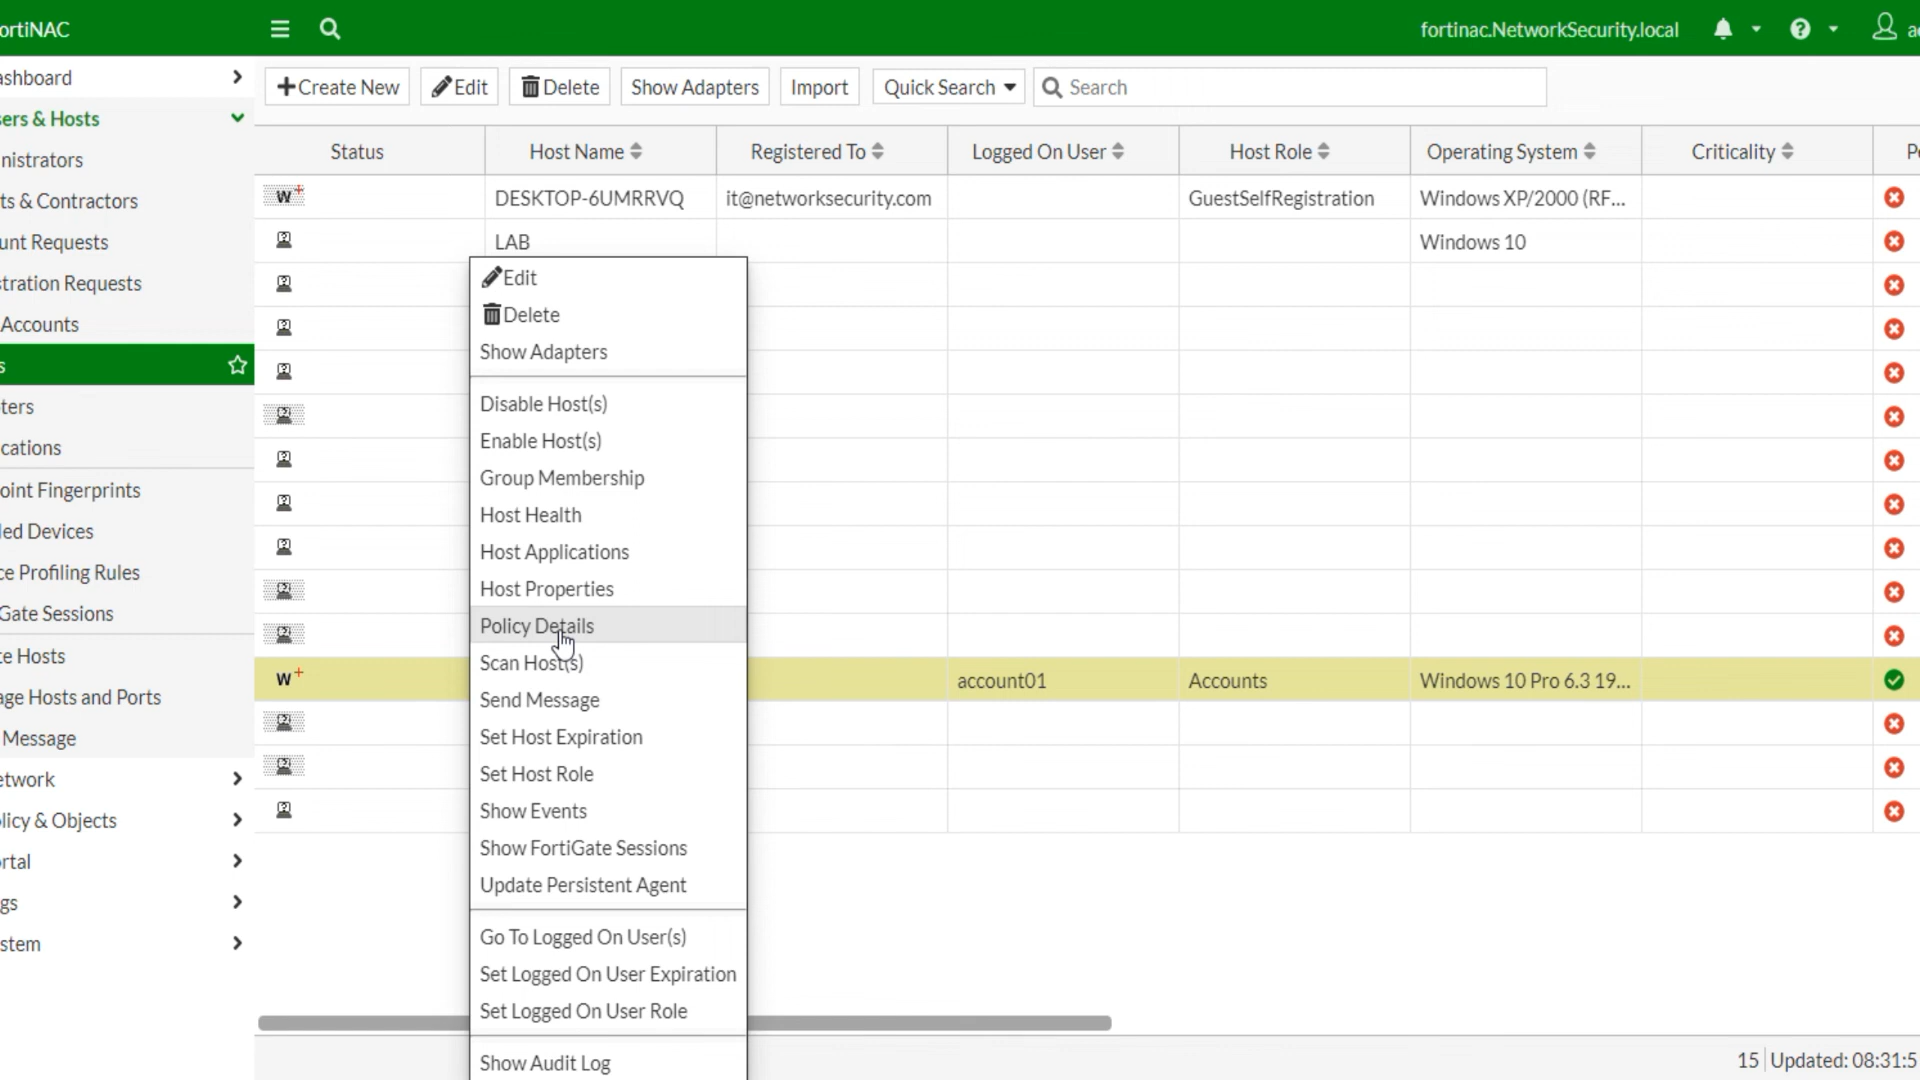 ortiNAC
fortinac.NetworkSecurity.local
ashboard
sers & Hosts
nistrators
ts & Contractors
unt Requests
stration Requests
Accounts
s
ters
cations
oint Fingerprints
led Devices
ce Profiling Rules
Gate Sessions
te Hosts
age Hosts and Ports
Message
etwork
licy & Objects
ortal
gs
stem
Create New Edit Delete Show Adapters Import Quick Search Search
Status Host Name Registered To Logged On User Host Role Operating System Criticality
W+ DESKTOP-6UMRRVQ it@networksecurity.com GuestSelfRegistration Windows XP/2000 (RF...
LAB Windows 10
W+ account01 Accounts Windows 10 Pro 6.3 19...
Edit
Delete
Show Adapters
Disable Host(s)
Enable Host(s)
Group Membership
Host Health
Host Applications
Host Properties
Policy Details
Scan Host(s)
Send Message
Set Host Expiration
Set Host Role
Show Events
Show FortiGate Sessions
Update Persistent Agent
Go To Logged On User(s)
Set Logged On User Expiration
Set Logged On User Role
Show Audit Log
15 Updated: 08:31:5